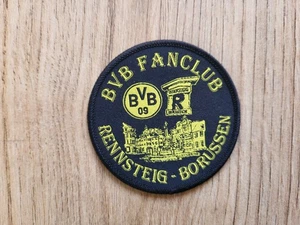 BVB FANCLUB
BVB
09
R
RENNSTEIG - BORUSSEN